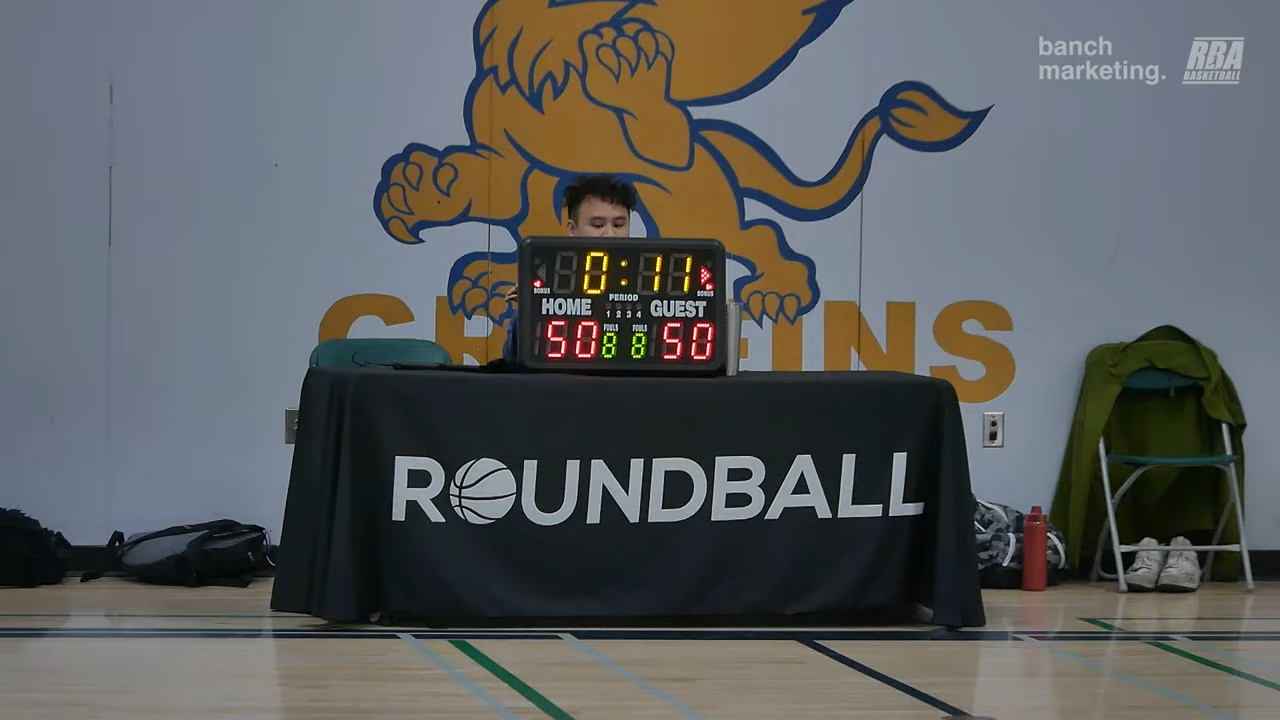 banch
marketing.
RBA
BASKETBALL
0:11
BONUS
BONUS
PERIOD
HOME
1 2 3 4
GUEST
FOULS
FOULS
50
8
8
50
ROUNDBALL